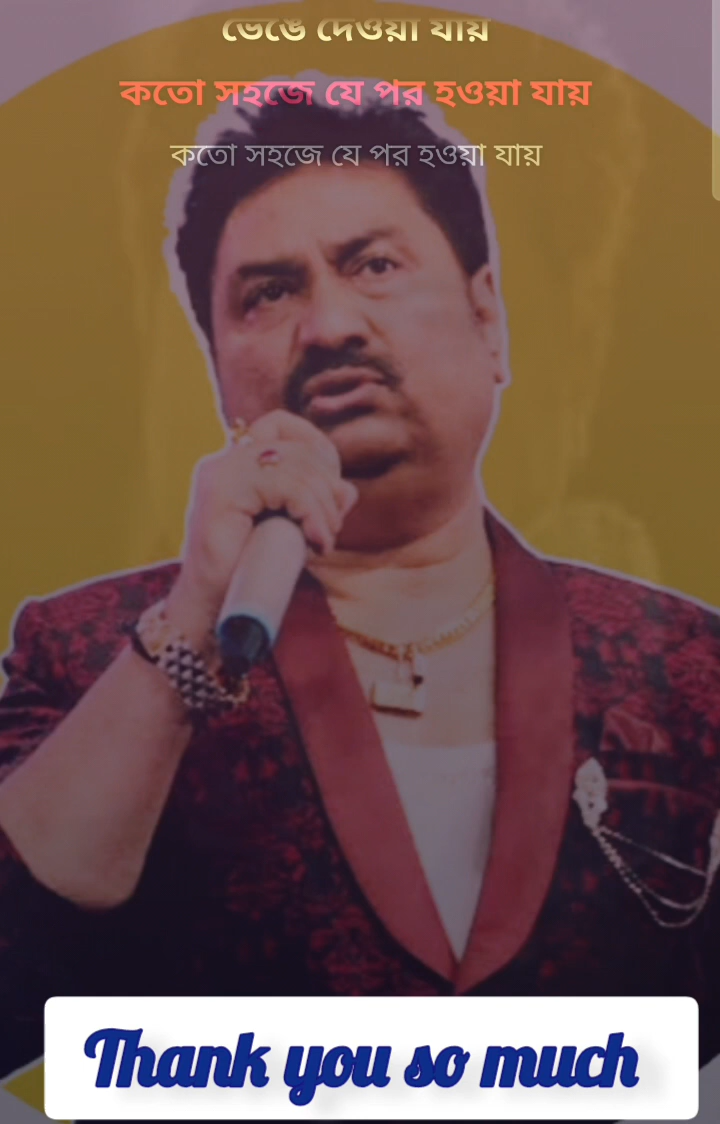 ভেঙে দেওয়া যায়
কতো সহজে যে পর হওয়া যায়
কতো সহজে যে পর হওয়া যায়
Thank you so much